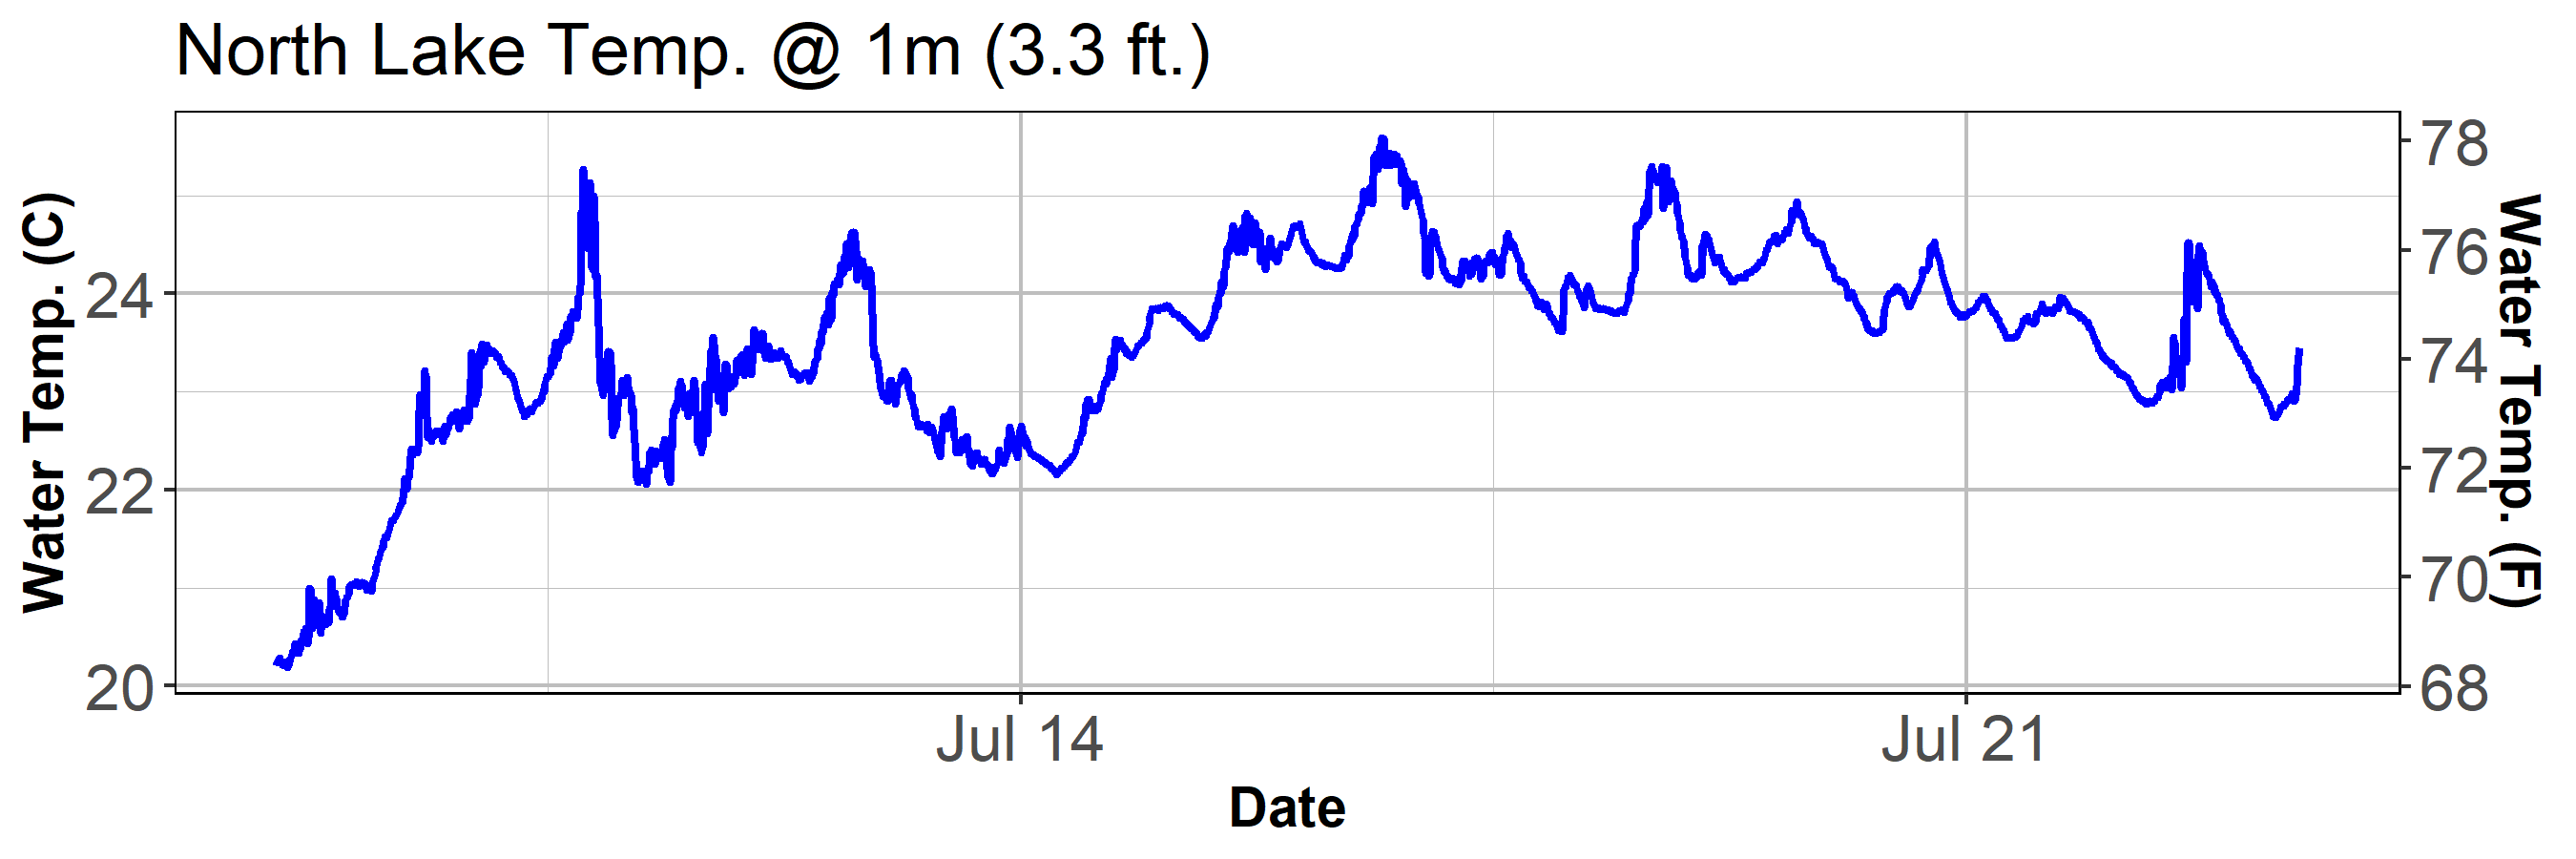 North Lake Temp. @ 1m (3.3 ft.)
Water Temp. (C)
24
22
20
78
76
74
72
70
68
Water Temp. (F)
Jul 14
Jul 21
Date